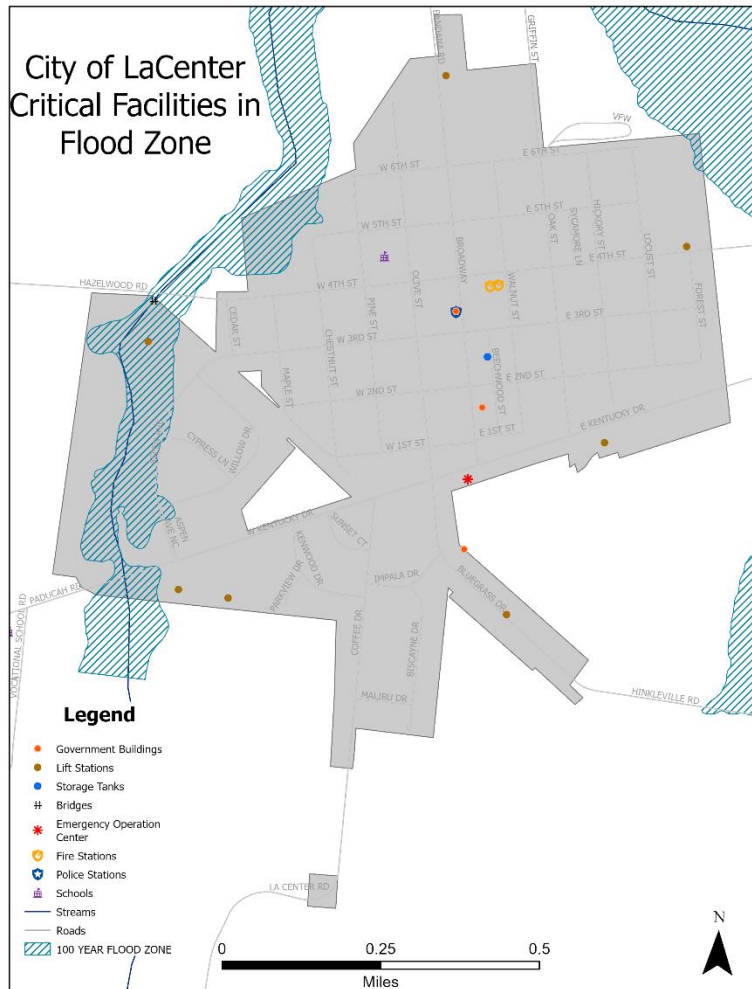 City of LaCenter
Critical Facilities in
Flood Zone
BANDANA RD
GRIFFIN ST
VFW
W 6TH ST
E 6TH ST
W 5TH ST
E 5TH ST
OAK ST
SYCAMORE LN
HICKORY ST
LOCUST ST
FOREST ST
BROADWAY
OLIVE ST
PINE ST
WALNUT ST
E 4TH ST
W 4TH ST
HAZELWOOD RD
CEDAR ST
MAPLE ST
CHESTNUT ST
W 3RD ST
E 3RD ST
BEECHWOOD ST
W 2ND ST
E 2ND ST
W 1ST ST
E 1ST ST
E KENTUCKY DR
W KENTUCKY DR
CYPRESS LN
WILLOW DR
ASPEN
AVE NC
SUNSET CT
KENWOOD DR
PARKVIEW DR
IMPALA DR
BLUEGRASS DR
COFFEE DR
BISCAYNE DR
MALIBU DR
HINKLEVILLE RD
PADUCAH RD
VOCATIONAL SCHOOL RD
LA CENTER RD
Legend
Government Buildings
Lift Stations
Storage Tanks
Bridges
Emergency Operation
Center
Fire Stations
Police Stations
Schools
Streams
Roads
100 YEAR FLOOD ZONE
0
0.25
0.5
Miles
N